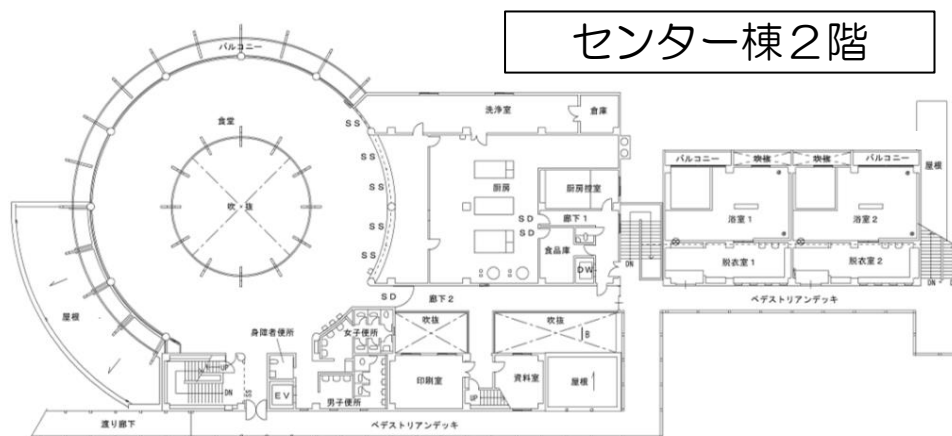 センター棟２階
バルコニー
洗浄室
倉庫
SS
食堂
SS
バルコニー
吹抜
吹抜
バルコニー
屋根
厨房
厨房控室
SS
吹・抜
SS
SD
廊下1
浴室1
浴室2
SD
SS
食品庫
DW
DN
脱衣室1
脱衣室2
DN
SD
廊下2
ペデストリアンデッキ
屋根
身障者便所
女子便所
吹抜
吹抜
B
UP
DN
SS
EV
男子便所
印刷室
UP
資料室
屋根
渡り廊下
ペデストリアンデッキ